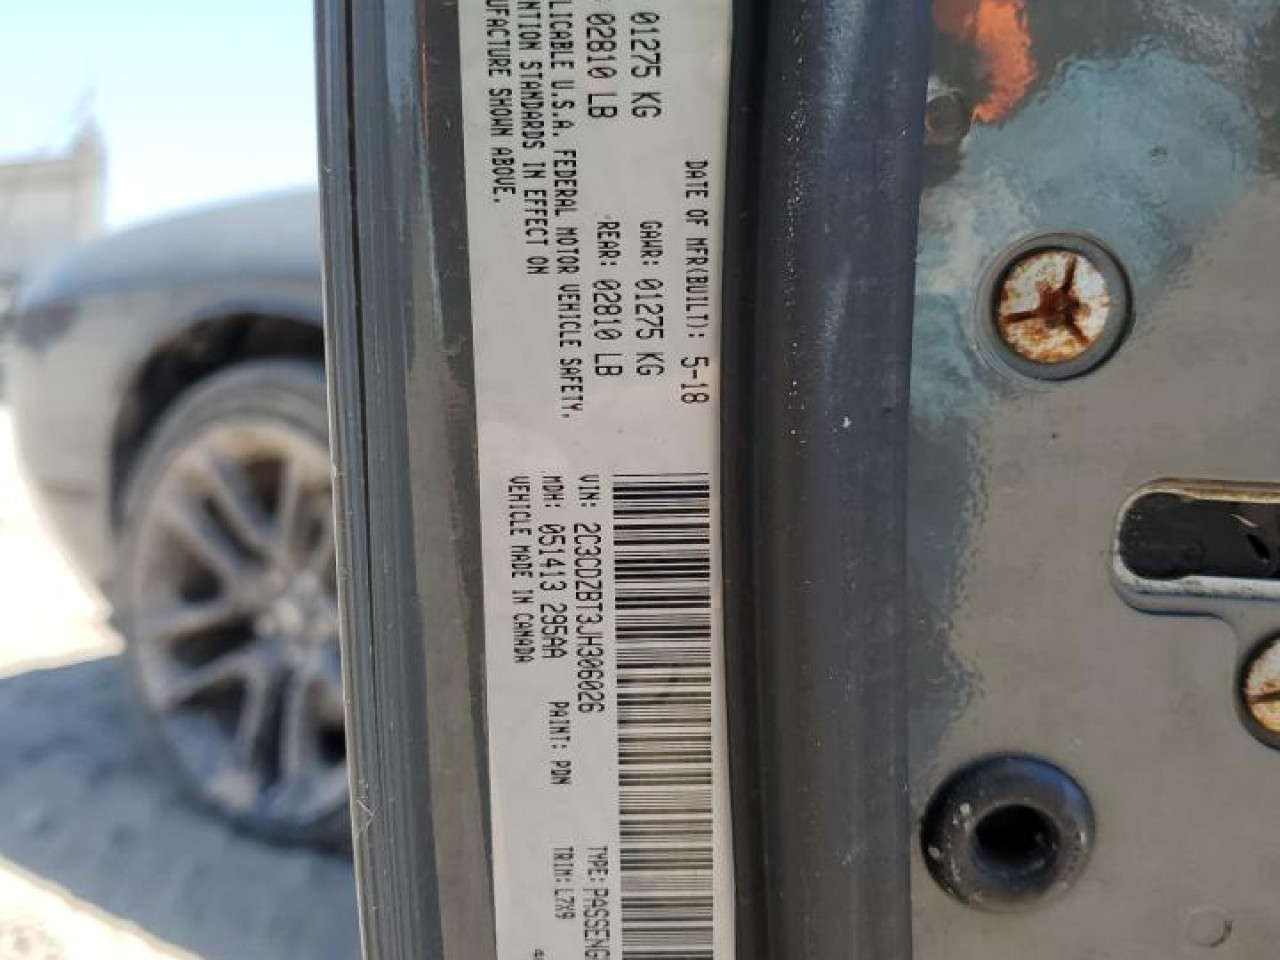 DATE OF MFR(BUILT): 5-18
01275 KG GAWR: 01275 KG
02810 LB REAR: 02810 LB
LICABLE U.S.A. FEDERAL MOTOR VEHICLE SAFETY,
NTION STANDARDS IN EFFECT ON
UFACTURE SHOWN ABOVE.
VIN: 2C3CDZBT3JH306026 TYPE: PASSENG
MDH: 051413 295AA PAINT: PDN TRIM: L7X9
VEHICLE MADE IN CANADA